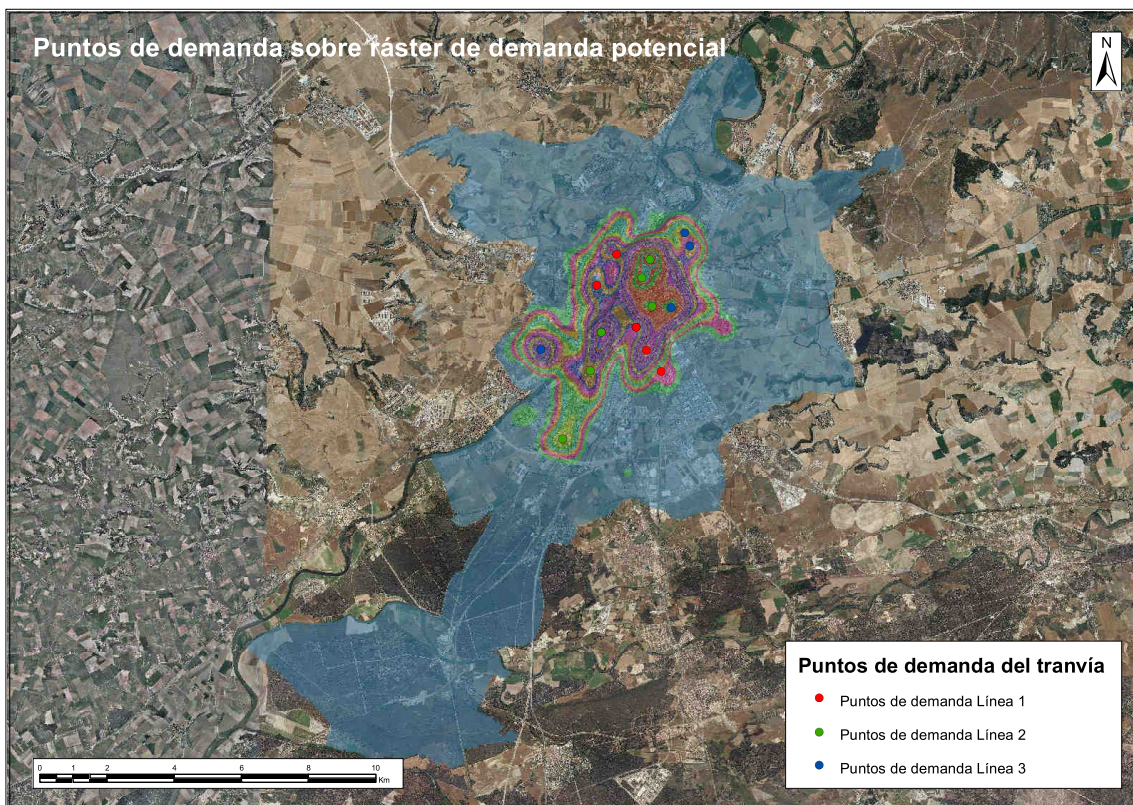 Puntos de demanda sobre ráster de demanda potencial
N
Puntos de demanda del tranvía
Puntos de demanda Línea 1
Puntos de demanda Línea 2
Puntos de demanda Línea 3
0 1 2 4 6 8 10
Km